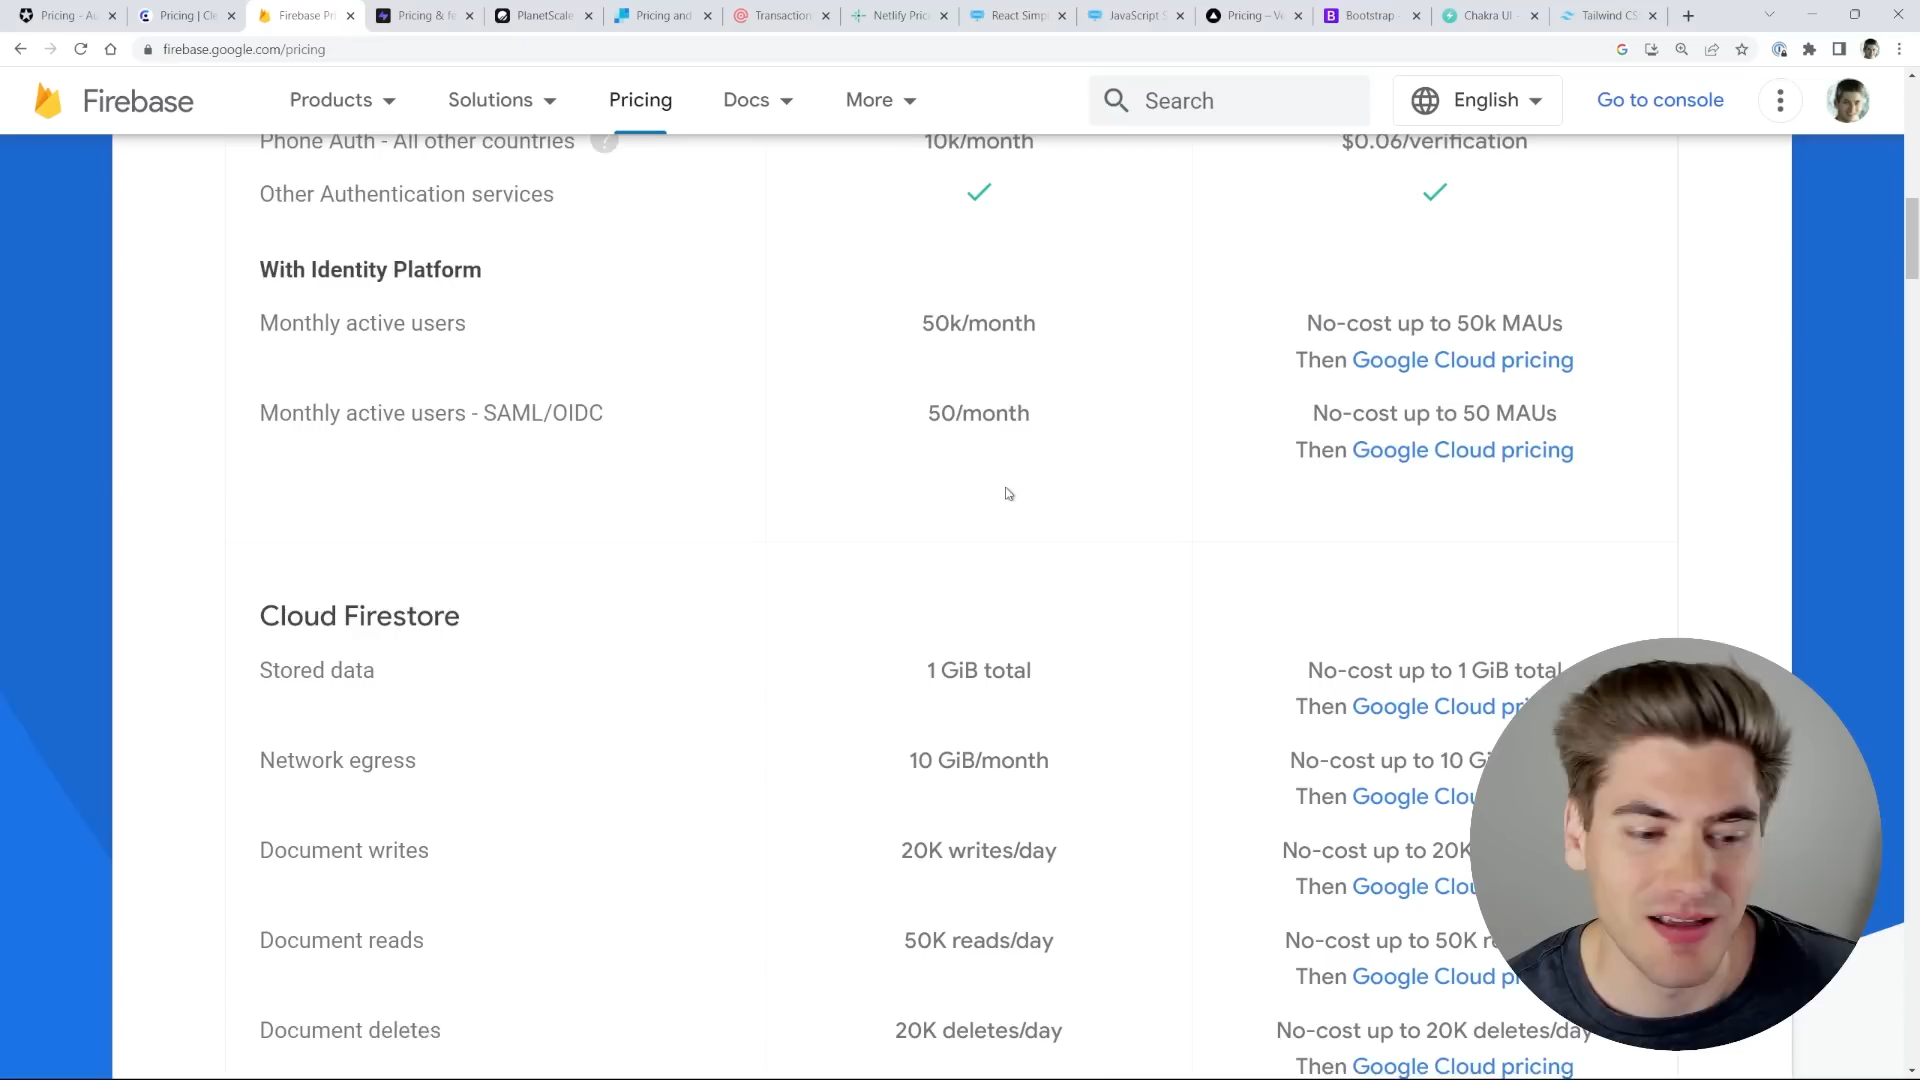 Pricing - Au
Pricing | Cle
Firebase Pri
Pricing & fe
PlanetScale
Pricing and
Transaction
Netlify Pric
React Simp
JavaScript S
Pricing – Ve
Bootstrap
Chakra UI
Tailwind CS
firebase.google.com/pricing
Firebase
Products
Solutions
Pricing
Docs
More
Search
English
Go to console
Phone Auth - All other countries ?
10k/month
$0.06/verification
Other Authentication services
With Identity Platform
Monthly active users
50k/month
No-cost up to 50k MAUs
Then Google Cloud pricing
Monthly active users - SAML/OIDC
50/month
No-cost up to 50 MAUs
Then Google Cloud pricing
Cloud Firestore
Stored data
1 GiB total
No-cost up to 1 GiB total
Then Google Cloud pr
Network egress
10 GiB/month
No-cost up to 10 Gi
Then Google Clou
Document writes
20K writes/day
No-cost up to 20K
Then Google Clou
Document reads
50K reads/day
No-cost up to 50K re
Then Google Cloud p
Document deletes
20K deletes/day
No-cost up to 20K deletes/day
Then Google Cloud pricing